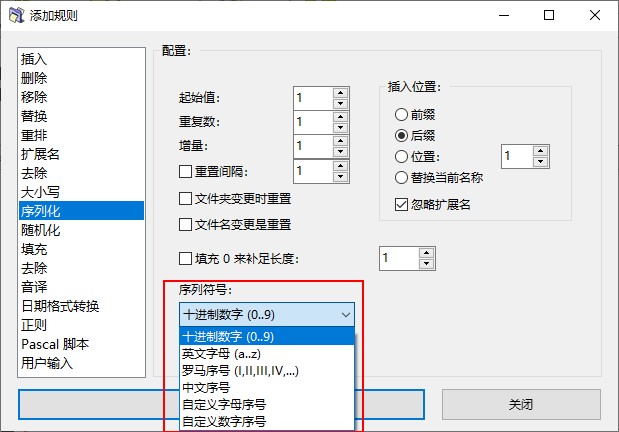 添加规则
插入
删除
移除
替换
重排
扩展名
去除
大小写
序列化
随机化
填充
去除
音译
日期格式转换
正则
Pascal 脚本
用户输入
配置：
起始值： 1
重复数： 1
增量： 1
重置间隔： 1
文件夹变更时重置
文件名变更是重置
填充 0 来补足长度： 1
插入位置：
前缀
后缀
位置： 1
替换当前名称
忽略扩展名
序列符号：
十进制数字 (0..9)
十进制数字 (0..9)
英文字母 (a..z)
罗马序号 (I,II,III,IV,...)
中文序号
自定义字母序号
自定义数字序号
关闭